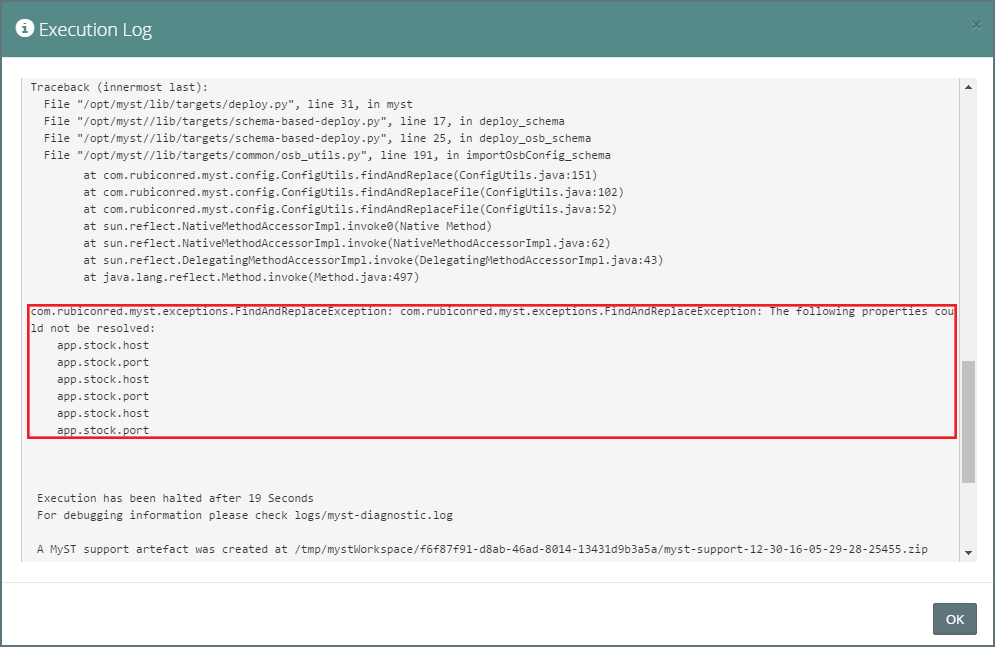 Execution Log
×
Traceback (innermost last):
File "/opt/myst/lib/targets/deploy.py", line 31, in myst
File "/opt/myst//lib/targets/schema-based-deploy.py", line 17, in deploy_schema
File "/opt/myst//lib/targets/schema-based-deploy.py", line 25, in deploy_osb_schema
File "/opt/myst//lib/targets/common/osb_utils.py", line 191, in importOsbConfig_schema
at com.rubiconred.myst.config.ConfigUtils.findAndReplace(ConfigUtils.java:151)
at com.rubiconred.myst.config.ConfigUtils.findAndReplaceFile(ConfigUtils.java:102)
at com.rubiconred.myst.config.ConfigUtils.findAndReplaceFile(ConfigUtils.java:52)
at sun.reflect.NativeMethodAccessorImpl.invoke0(Native Method)
at sun.reflect.NativeMethodAccessorImpl.invoke(NativeMethodAccessorImpl.java:62)
at sun.reflect.DelegatingMethodAccessorImpl.invoke(DelegatingMethodAccessorImpl.java:43)
at java.lang.reflect.Method.invoke(Method.java:497)
com.rubiconred.myst.exceptions.FindAndReplaceException: com.rubiconred.myst.exceptions.FindAndReplaceException: The following properties cou
ld not be resolved:
app.stock.host
app.stock.port
app.stock.host
app.stock.port
app.stock.host
app.stock.port
Execution has been halted after 19 Seconds
For debugging information please check logs/myst-diagnostic.log
A MyST support artefact was created at /tmp/mystWorkspace/f6f87f91-d8ab-46ad-8014-13431d9b3a5a/myst-support-12-30-16-05-29-28-25455.zip
OK